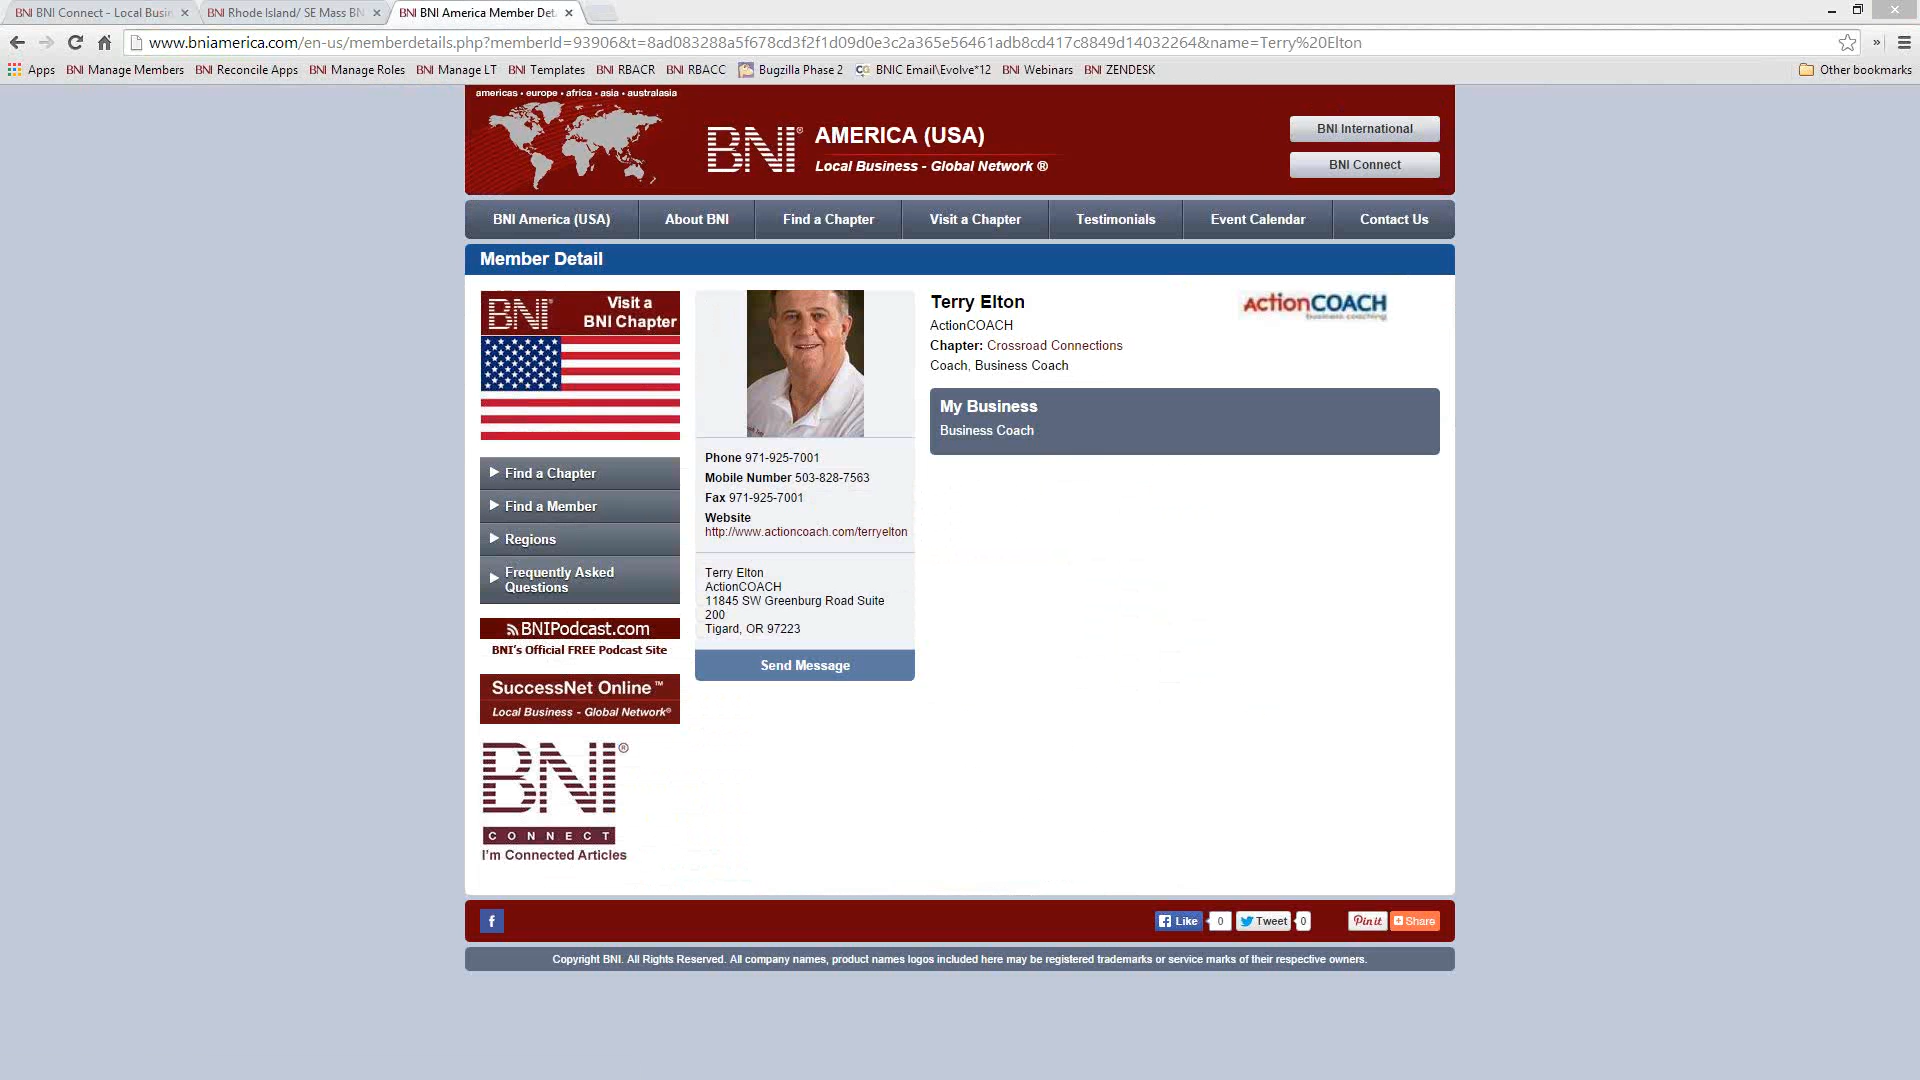 BNI BNI Connect - Local Busin
BNI Rhode Island/ SE Mass BN
BNI BNI America Member Det
www.bniamerica.com/en-us/memberdetails.php?memberId=93906&t=8ad083288a5f678cd3f2f1d09d0e3c2a365e56461adb8cd417c8849d14032264&name=Terry%20Elton
Apps BNI Manage Members BNI Reconcile Apps BNI Manage Roles BNI Manage LT BNI Templates BNI RBACR BNI RBACC Bugzilla Phase 2 BNIC Email\Evolve*12 BNI Webinars BNI ZENDESK Other bookmarks
americas • europe • africa • asia • australasia
BNI® AMERICA (USA)
Local Business - Global Network ®
BNI International
BNI Connect
BNI America (USA) About BNI Find a Chapter Visit a Chapter Testimonials Event Calendar Contact Us
Member Detail
BNI® Visit a
BNI Chapter
Find a Chapter
Find a Member
Regions
Frequently Asked
Questions
BNIPodcast.com
BNI's Official FREE Podcast Site
SuccessNet Online™
Local Business - Global Network®
BNI®
CONNECT
I'm Connected Articles
Phone 971-925-7001
Mobile Number 503-828-7563
Fax 971-925-7001
Website
http://www.actioncoach.com/terryelton
Terry Elton
ActionCOACH
11845 SW Greenburg Road Suite
200
Tigard, OR 97223
Send Message
Terry Elton
ActionCOACH
Chapter: Crossroad Connections
Coach, Business Coach
ActionCOACH
business coaching
My Business
Business Coach
f
Like 0 Tweet 0 Pin it Share
Copyright BNI. All Rights Reserved. All company names, product names logos included here may be registered trademarks or service marks of their respective owners.